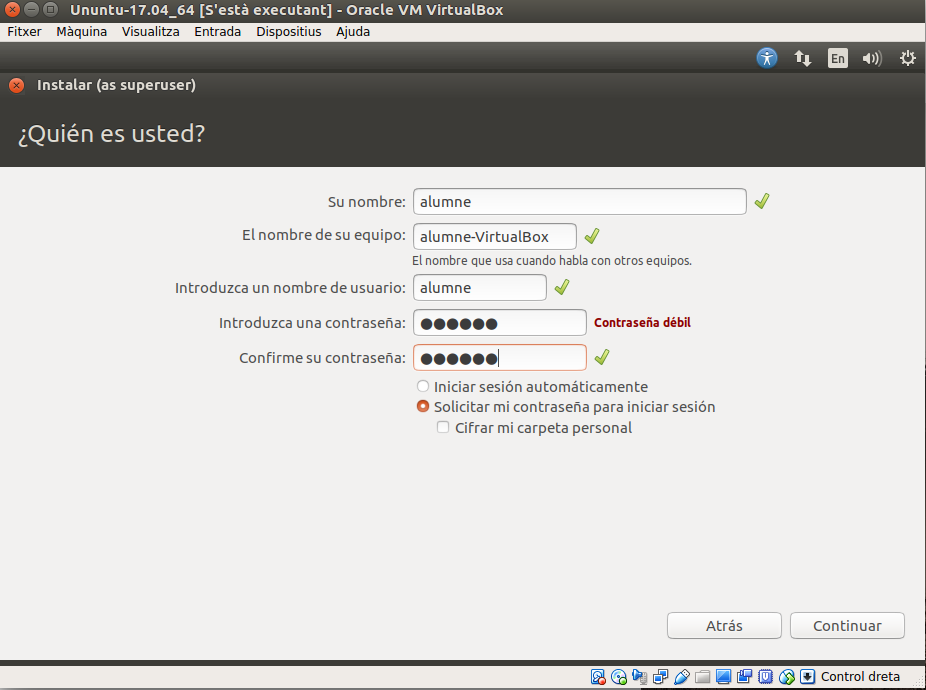 Ununtu-17.04_64 [S'està executant] - Oracle VM VirtualBox
Fitxer Màquina Visualitza Entrada Dispositius Ajuda
En
Instalar (as superuser)
¿Quién es usted?
Su nombre: alumne
El nombre de su equipo: alumne-VirtualBox
El nombre que usa cuando habla con otros equipos.
Introduzca un nombre de usuario: alumne
Introduzca una contraseña: ●●●●●● Contraseña débil
Confirme su contraseña: ●●●●●●
Iniciar sesión automáticamente
Solicitar mi contraseña para iniciar sesión
Cifrar mi carpeta personal
Atrás Continuar
Control dreta